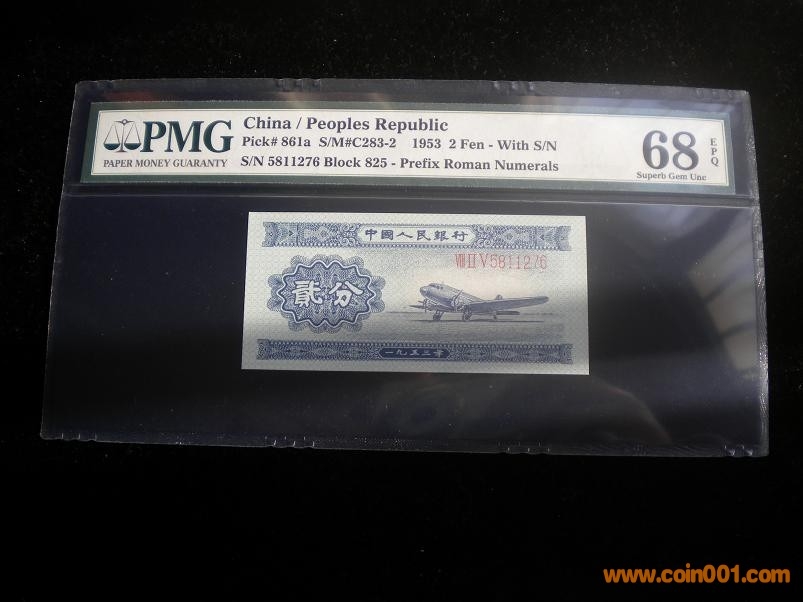 PMG
PAPER MONEY GUARANTY
China / Peoples Republic
Pick# 861a S/M#C283-2 1953 2 Fen - With S/N
S/N 5811276 Block 825 - Prefix Roman Numerals
68
EPQ
Superb Gem Unc
中國人民銀行
VIII II V 5811276
貳分
一九五三年
www.coin001.com